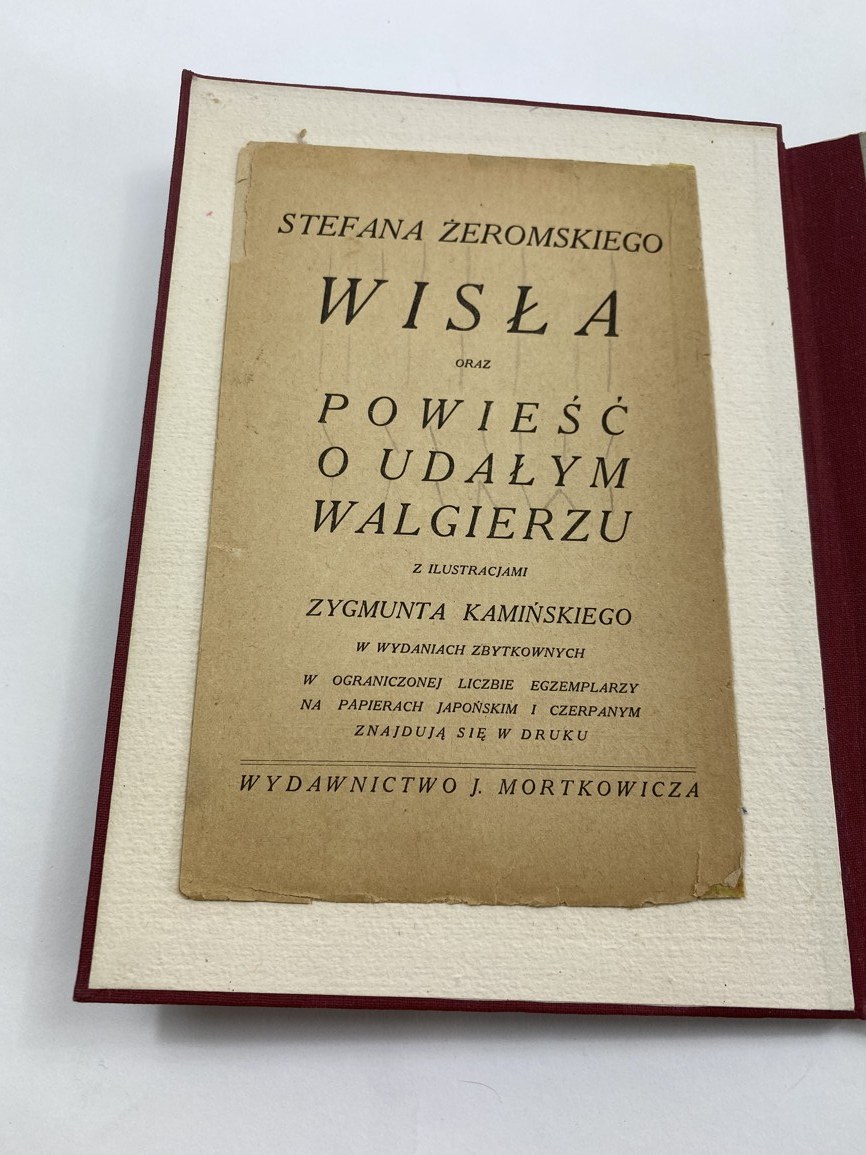 STEFANA ŻEROMSKIEGO
WISŁA
ORAZ
POWIEŚĆ
O UDAŁYM
WALGIERZU
Z ILUSTRACJAMI
ZYGMUNTA KAMIŃSKIEGO
W WYDANIACH ZBYTKOWNYCH
W OGRANICZONEJ LICZBIE EGZEMPLARZY
NA PAPIERACH JAPOŃSKIM I CZERPANYM
ZNAJDUJĄ SIĘ W DRUKU
WYDAWNICTWO J. MORTKOWICZA